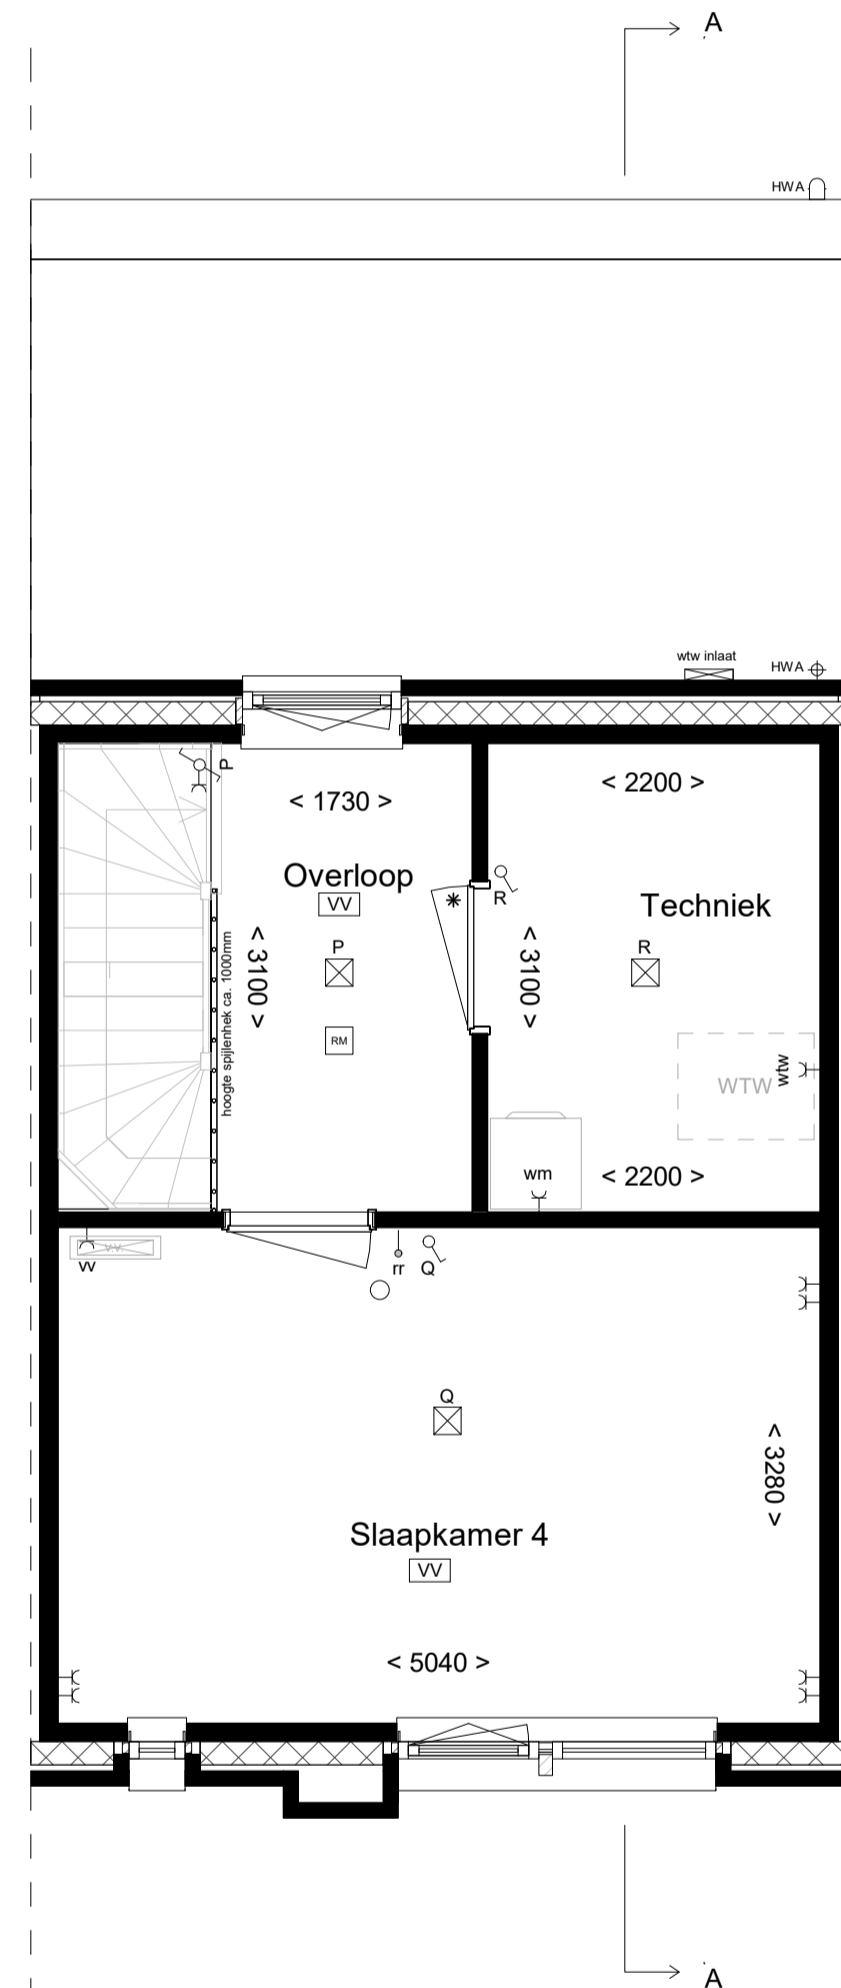 A
HWA
wtw inlaat
HWA
P
< 1730 >
< 2200 >
Overloop
VV
R
Techniek
P
R
< 3100 >
< 3100 >
hoogte spijlenhek ca. 1000mm
RM
WTW
wtw
wm
< 2200 >
v.v.
vv
rr
Q
Q
< 3280 >
Slaapkamer 4
VV
< 5040 >
A